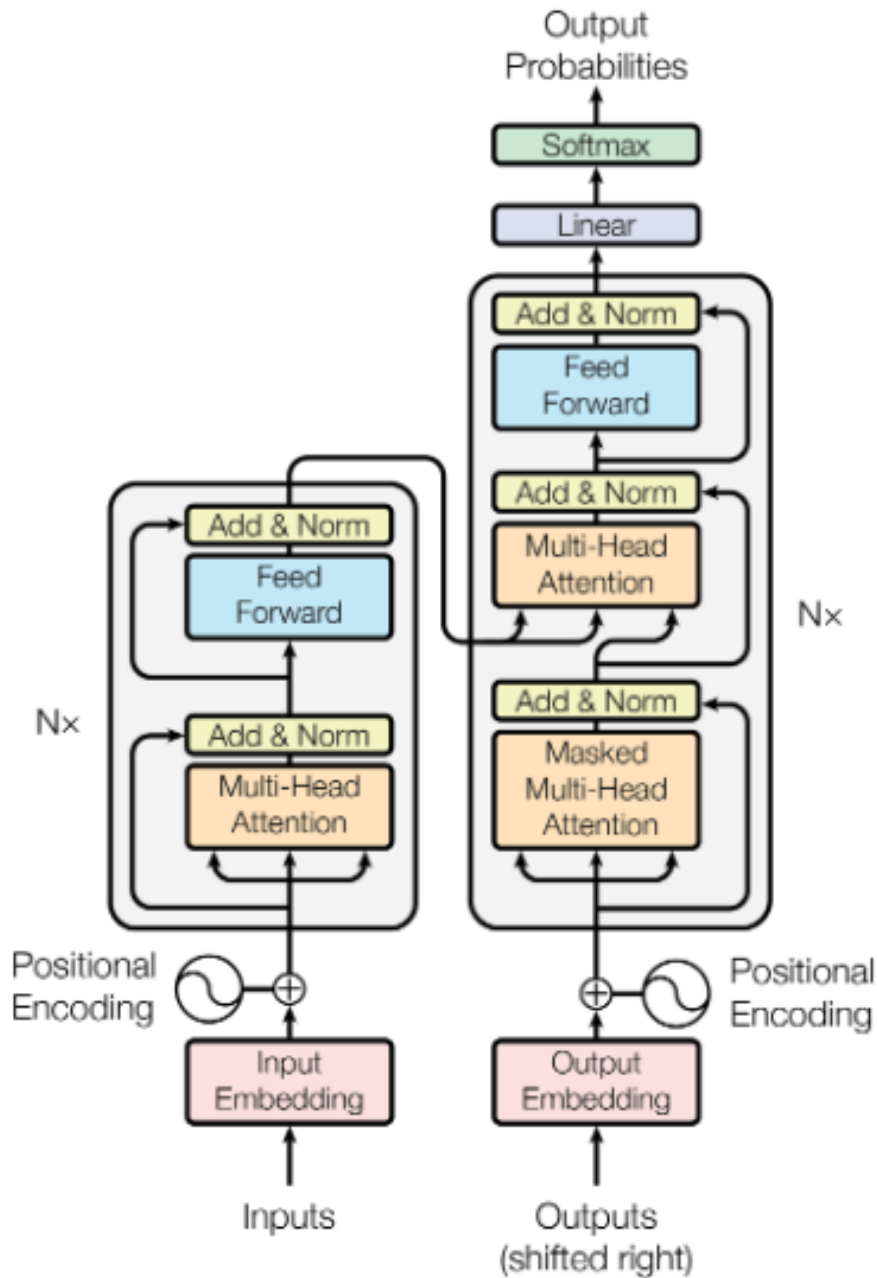 Output
Probabilities
Softmax
Linear
Add & Norm
Feed
Forward
Add & Norm
Multi-Head
Attention
Nx
Add & Norm
Masked
Multi-Head
Attention
Add & Norm
Feed
Forward
Nx
Add & Norm
Multi-Head
Attention
Positional
Encoding
Positional
Encoding
Input
Embedding
Output
Embedding
Inputs
Outputs
(shifted right)